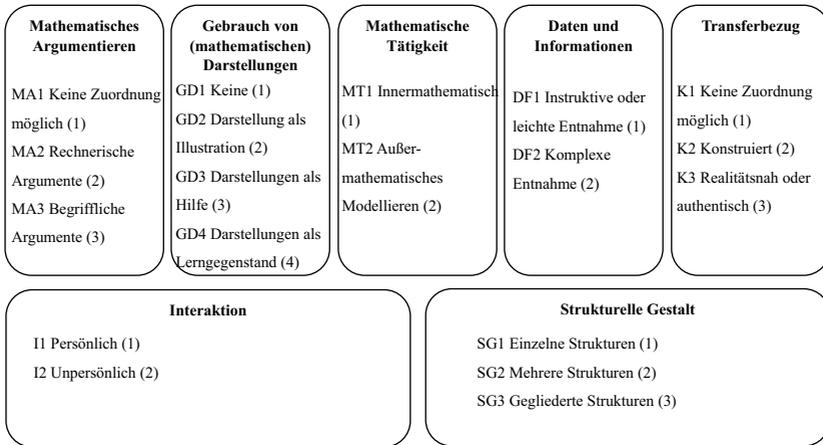 Mathematisches
Argumentieren
MA1 Keine Zuordnung
möglich (1)
MA2 Rechnerische
Argumente (2)
MA3 Begriffliche
Argumente (3)
Gebrauch von
(mathematischen)
Darstellungen
GD1 Keine (1)
GD2 Darstellung als
Illustration (2)
GD3 Darstellungen als
Hilfe (3)
GD4 Darstellungen als
Lerngegenstand (4)
Mathematische
Tätigkeit
MT1 Innermathematisch
(1)
MT2 Außer-
mathematisches
Modellieren (2)
Daten und
Informationen
DF1 Instruktive oder
leichte Entnahme (1)
DF2 Komplexe
Entnahme (2)
Transferbezug
K1 Keine Zuordnung
möglich (1)
K2 Konstruiert (2)
K3 Realitätsnah oder
authentisch (3)
Interaktion
I1 Persönlich (1)
I2 Unpersönlich (2)
Strukturelle Gestalt
SG1 Einzelne Strukturen (1)
SG2 Mehrere Strukturen (2)
SG3 Gegliederte Strukturen (3)